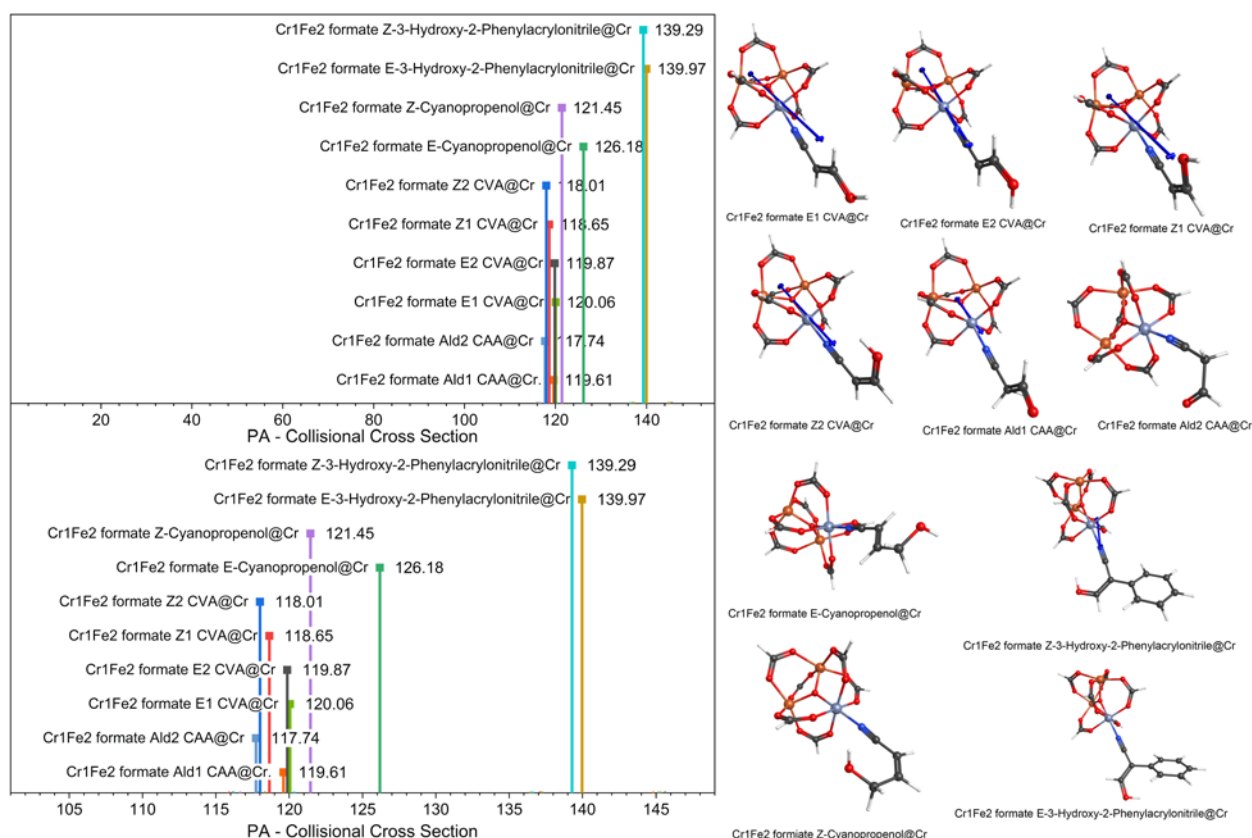 Cr1Fe2 formate Z-3-Hydroxy-2-Phenylacrylonitrile@Cr 139.29
Cr1Fe2 formate E-3-Hydroxy-2-Phenylacrylonitrile@Cr 139.97
Cr1Fe2 formate Z-Cyanopropenol@Cr 121.45
Cr1Fe2 formate E-Cyanopropenol@Cr 126.18
Cr1Fe2 formate Z2 CVA@Cr 118.01
Cr1Fe2 formate Z1 CVA@Cr 118.65
Cr1Fe2 formate E2 CVA@Cr 119.87
Cr1Fe2 formate E1 CVA@Cr 120.06
Cr1Fe2 formate Ald2 CAA@Cr 117.74
Cr1Fe2 formate Ald1 CAA@Cr. 119.61
20 40 60 80 100 120 140
PA - Collisional Cross Section
Cr1Fe2 formate Z-3-Hydroxy-2-Phenylacrylonitrile@Cr 139.29
Cr1Fe2 formate E-3-Hydroxy-2-Phenylacrylonitrile@Cr 139.97
Cr1Fe2 formate Z-Cyanopropenol@Cr 121.45
Cr1Fe2 formate E-Cyanopropenol@Cr 126.18
Cr1Fe2 formate Z2 CVA@Cr 118.01
Cr1Fe2 formate Z1 CVA@Cr 118.65
Cr1Fe2 formate E2 CVA@Cr 119.87
Cr1Fe2 formate E1 CVA@Cr 120.06
Cr1Fe2 formate Ald2 CAA@Cr 117.74
Cr1Fe2 formate Ald1 CAA@Cr. 119.61
105 110 115 120 125 130 135 140 145
PA - Collisional Cross Section
Cr1Fe2 formate E1 CVA@Cr
Cr1Fe2 formate E2 CVA@Cr
Cr1Fe2 formate Z1 CVA@Cr
Cr1Fe2 formate Z2 CVA@Cr
Cr1Fe2 formate Ald1 CAA@Cr
Cr1Fe2 formate Ald2 CAA@Cr
Cr1Fe2 formate E-Cyanopropenol@Cr
Cr1Fe2 formate Z-3-Hydroxy-2-Phenylacrylonitrile@Cr
Cr1Fe2 formiate Z-Cyanopropenol@Cr
Cr1Fe2 formate E-3-Hydroxy-2-Phenylacrylonitrile@Cr